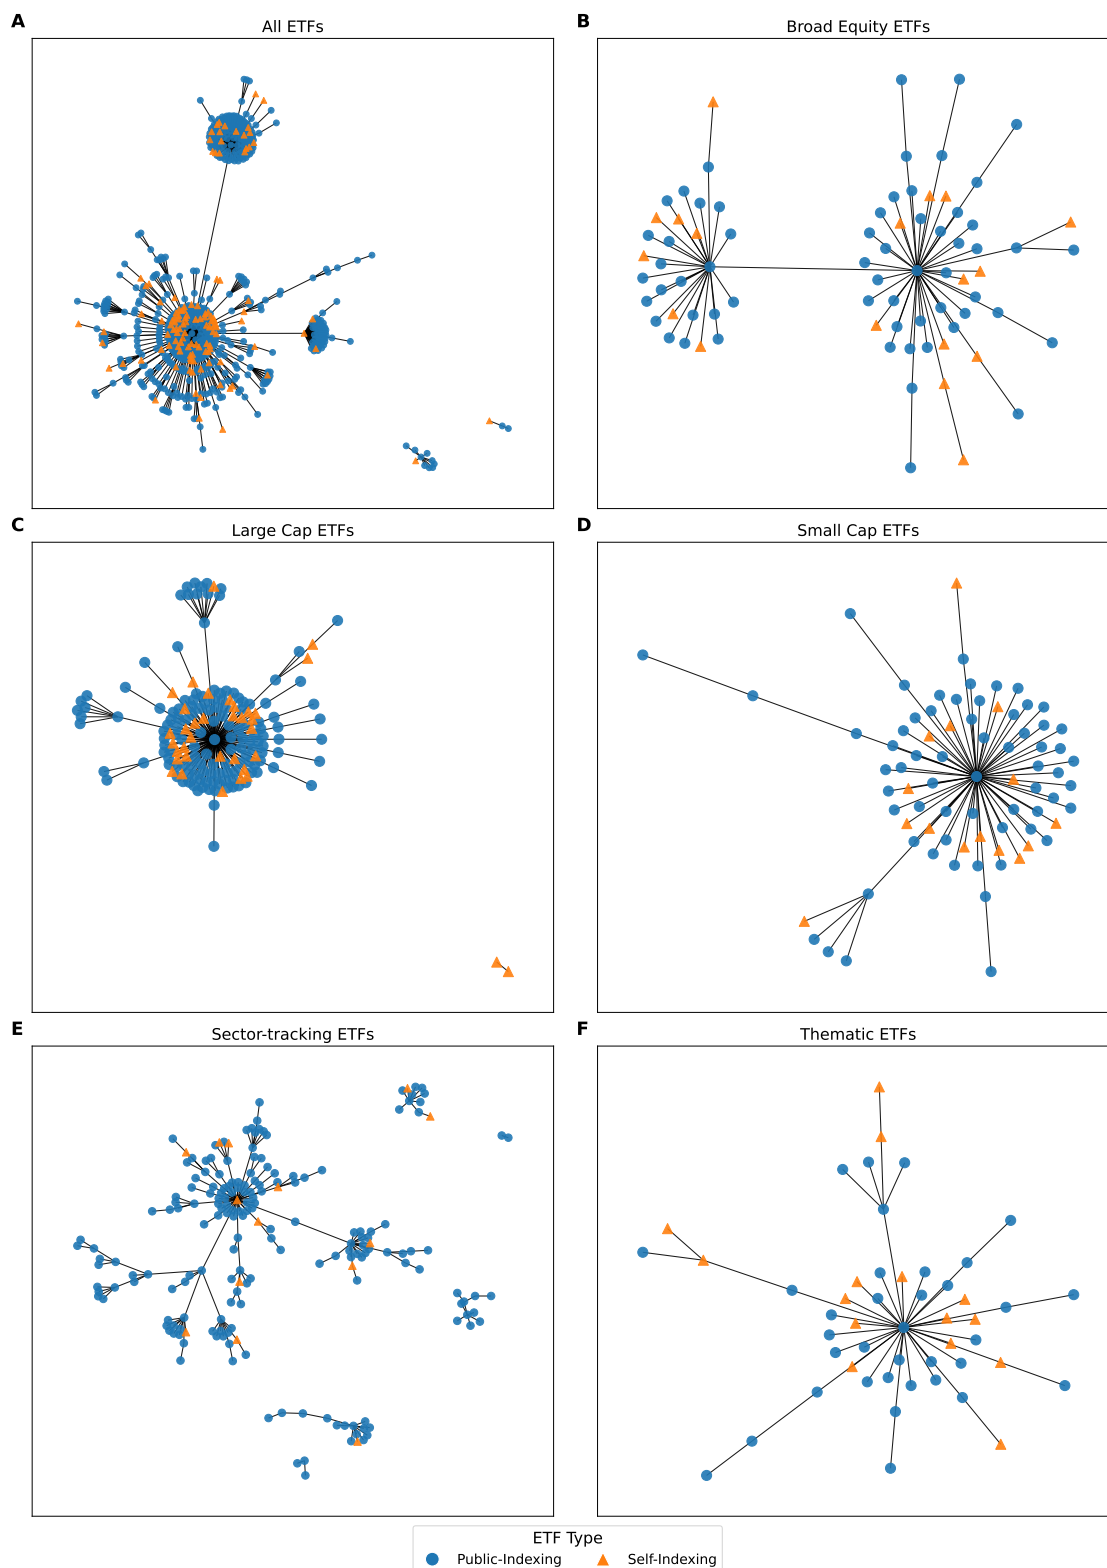 A
All ETFs
B
Broad Equity ETFs
C
Large Cap ETFs
D
Small Cap ETFs
E
Sector-tracking ETFs
F
Thematic ETFs
ETF Type
Public-Indexing
Self-Indexing